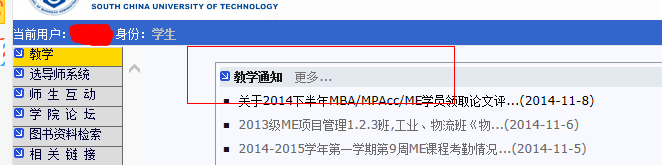 SOUTH CHINA UNIVERSITY OF TECHNOLOGY
当前用户: 身份: 学生
教学
选导师系统
师 生 互 动
学 院 论 坛
图书资料检索
相 关 链 接
教学通知 更多...
关于2014下半年MBA/MPAcc/ME学员领取论文评...(2014-11-8)
2013级ME项目管理1.2.3班,工业、物流班《物...(2014-11-6)
2014-2015学年第一学期第9周ME课程考勤情况...(2014-11-5)